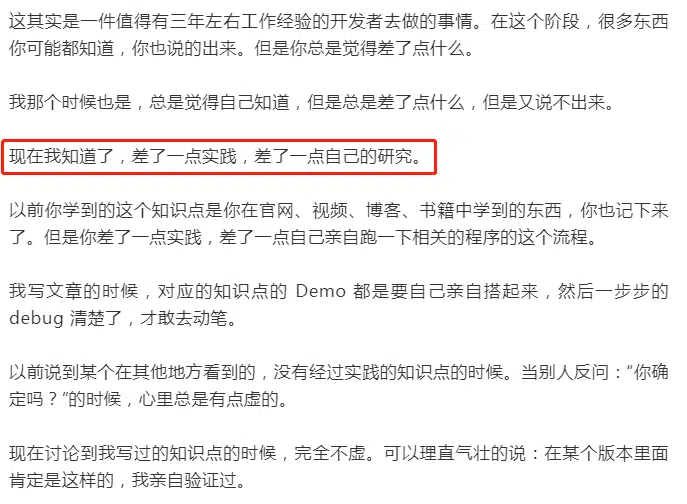 这其实是一件值得有三年左右工作经验的开发者去做的事情。在这个阶段，很多东西
你可能都知道，你也说的出来。但是你总是觉得差了点什么。
我那个时候也是，总是觉得自己知道，但是总是差了点什么，但是又说不出来。
现在我知道了，差了一点实践，差了一点自己的研究。
以前你学到的这个知识点是你在官网、视频、博客、书籍中学到的东西，你也记下来
了。但是你差了一点实践，差了一点自己亲自跑一下相关的程序的这个流程。
我写文章的时候，对应的知识点的 Demo 都是要自己亲自搭起来，然后一步步的
debug 清楚了，才敢去动笔。
以前说到某个在其他地方看到的，没有经过实践的知识点的时候。当别人反问：“你确
定吗？”的时候，心里总是有点虚的。
现在讨论到我写过的知识点的时候，完全不虚。可以理直气壮的说：在某个版本里面
肯定是这样的，我亲自验证过。